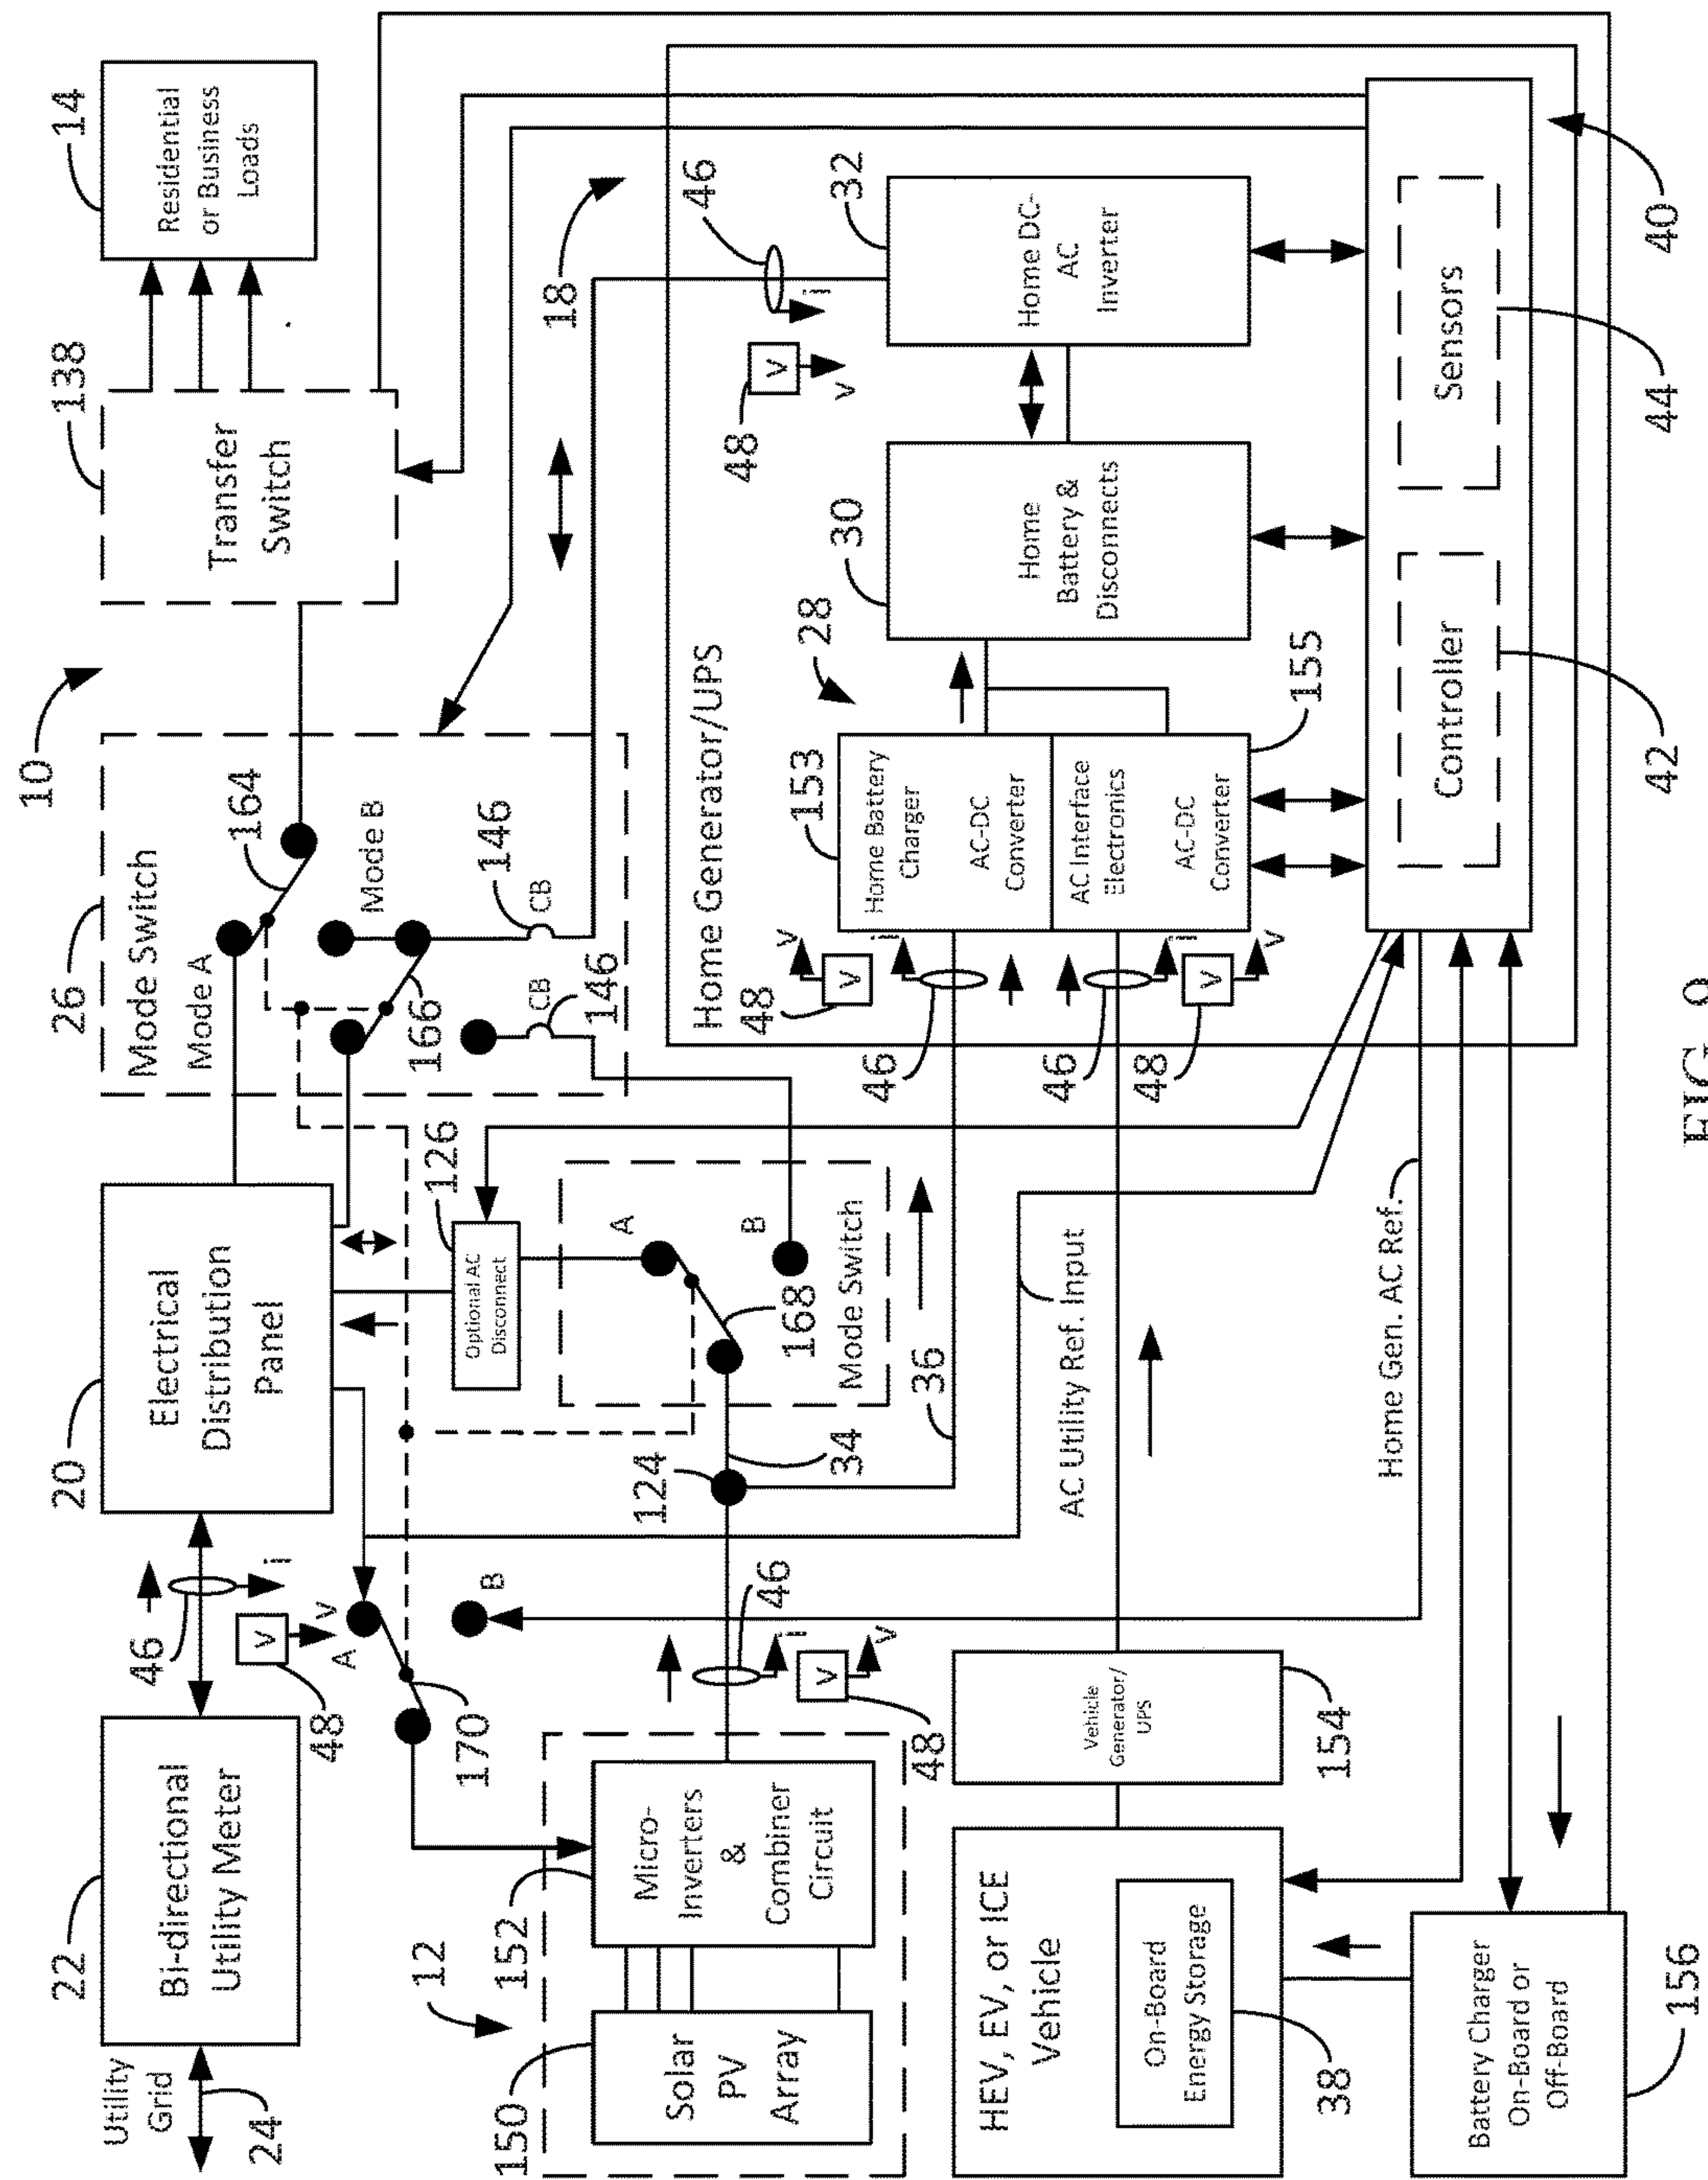 Utility
Grid
24
22
Bi-directional
Utility Meter
46
i
48
V
v
20
Electrical
Distribution
Panel
26
Mode Switch
Mode A
164
Mode B
166
146
CB
146
CB
10
138
Transfer
Switch
14
Residential
or Business
Loads
A
B
170
126
Optional AC
Disconnect
A
B
168
Mode Switch
124
34
36
12
150
Solar
PV
Array
152
Micro-
Inverters
&
Combiner
Circuit
46
i
48
V
v
18
46
i
48
V
v
Home Generator/UPS
28
153
Home Battery
Charger
AC-DC
Converter
AC Interface
Electronics
AC-DC
Converter
155
30
Home
Battery &
Disconnects
32
Home DC-
AC
Inverter
48
V
v
46
i
46
i
48
V
v
AC Utility Ref. Input
Home Gen. AC Ref.
HEV, EV, or ICE
Vehicle
On-Board
Energy Storage
38
Vehicle
Generator/
UPS
154
Battery Charger
On-Board or
Off-Board
156
Controller
42
Sensors
44
40
FIG. 9